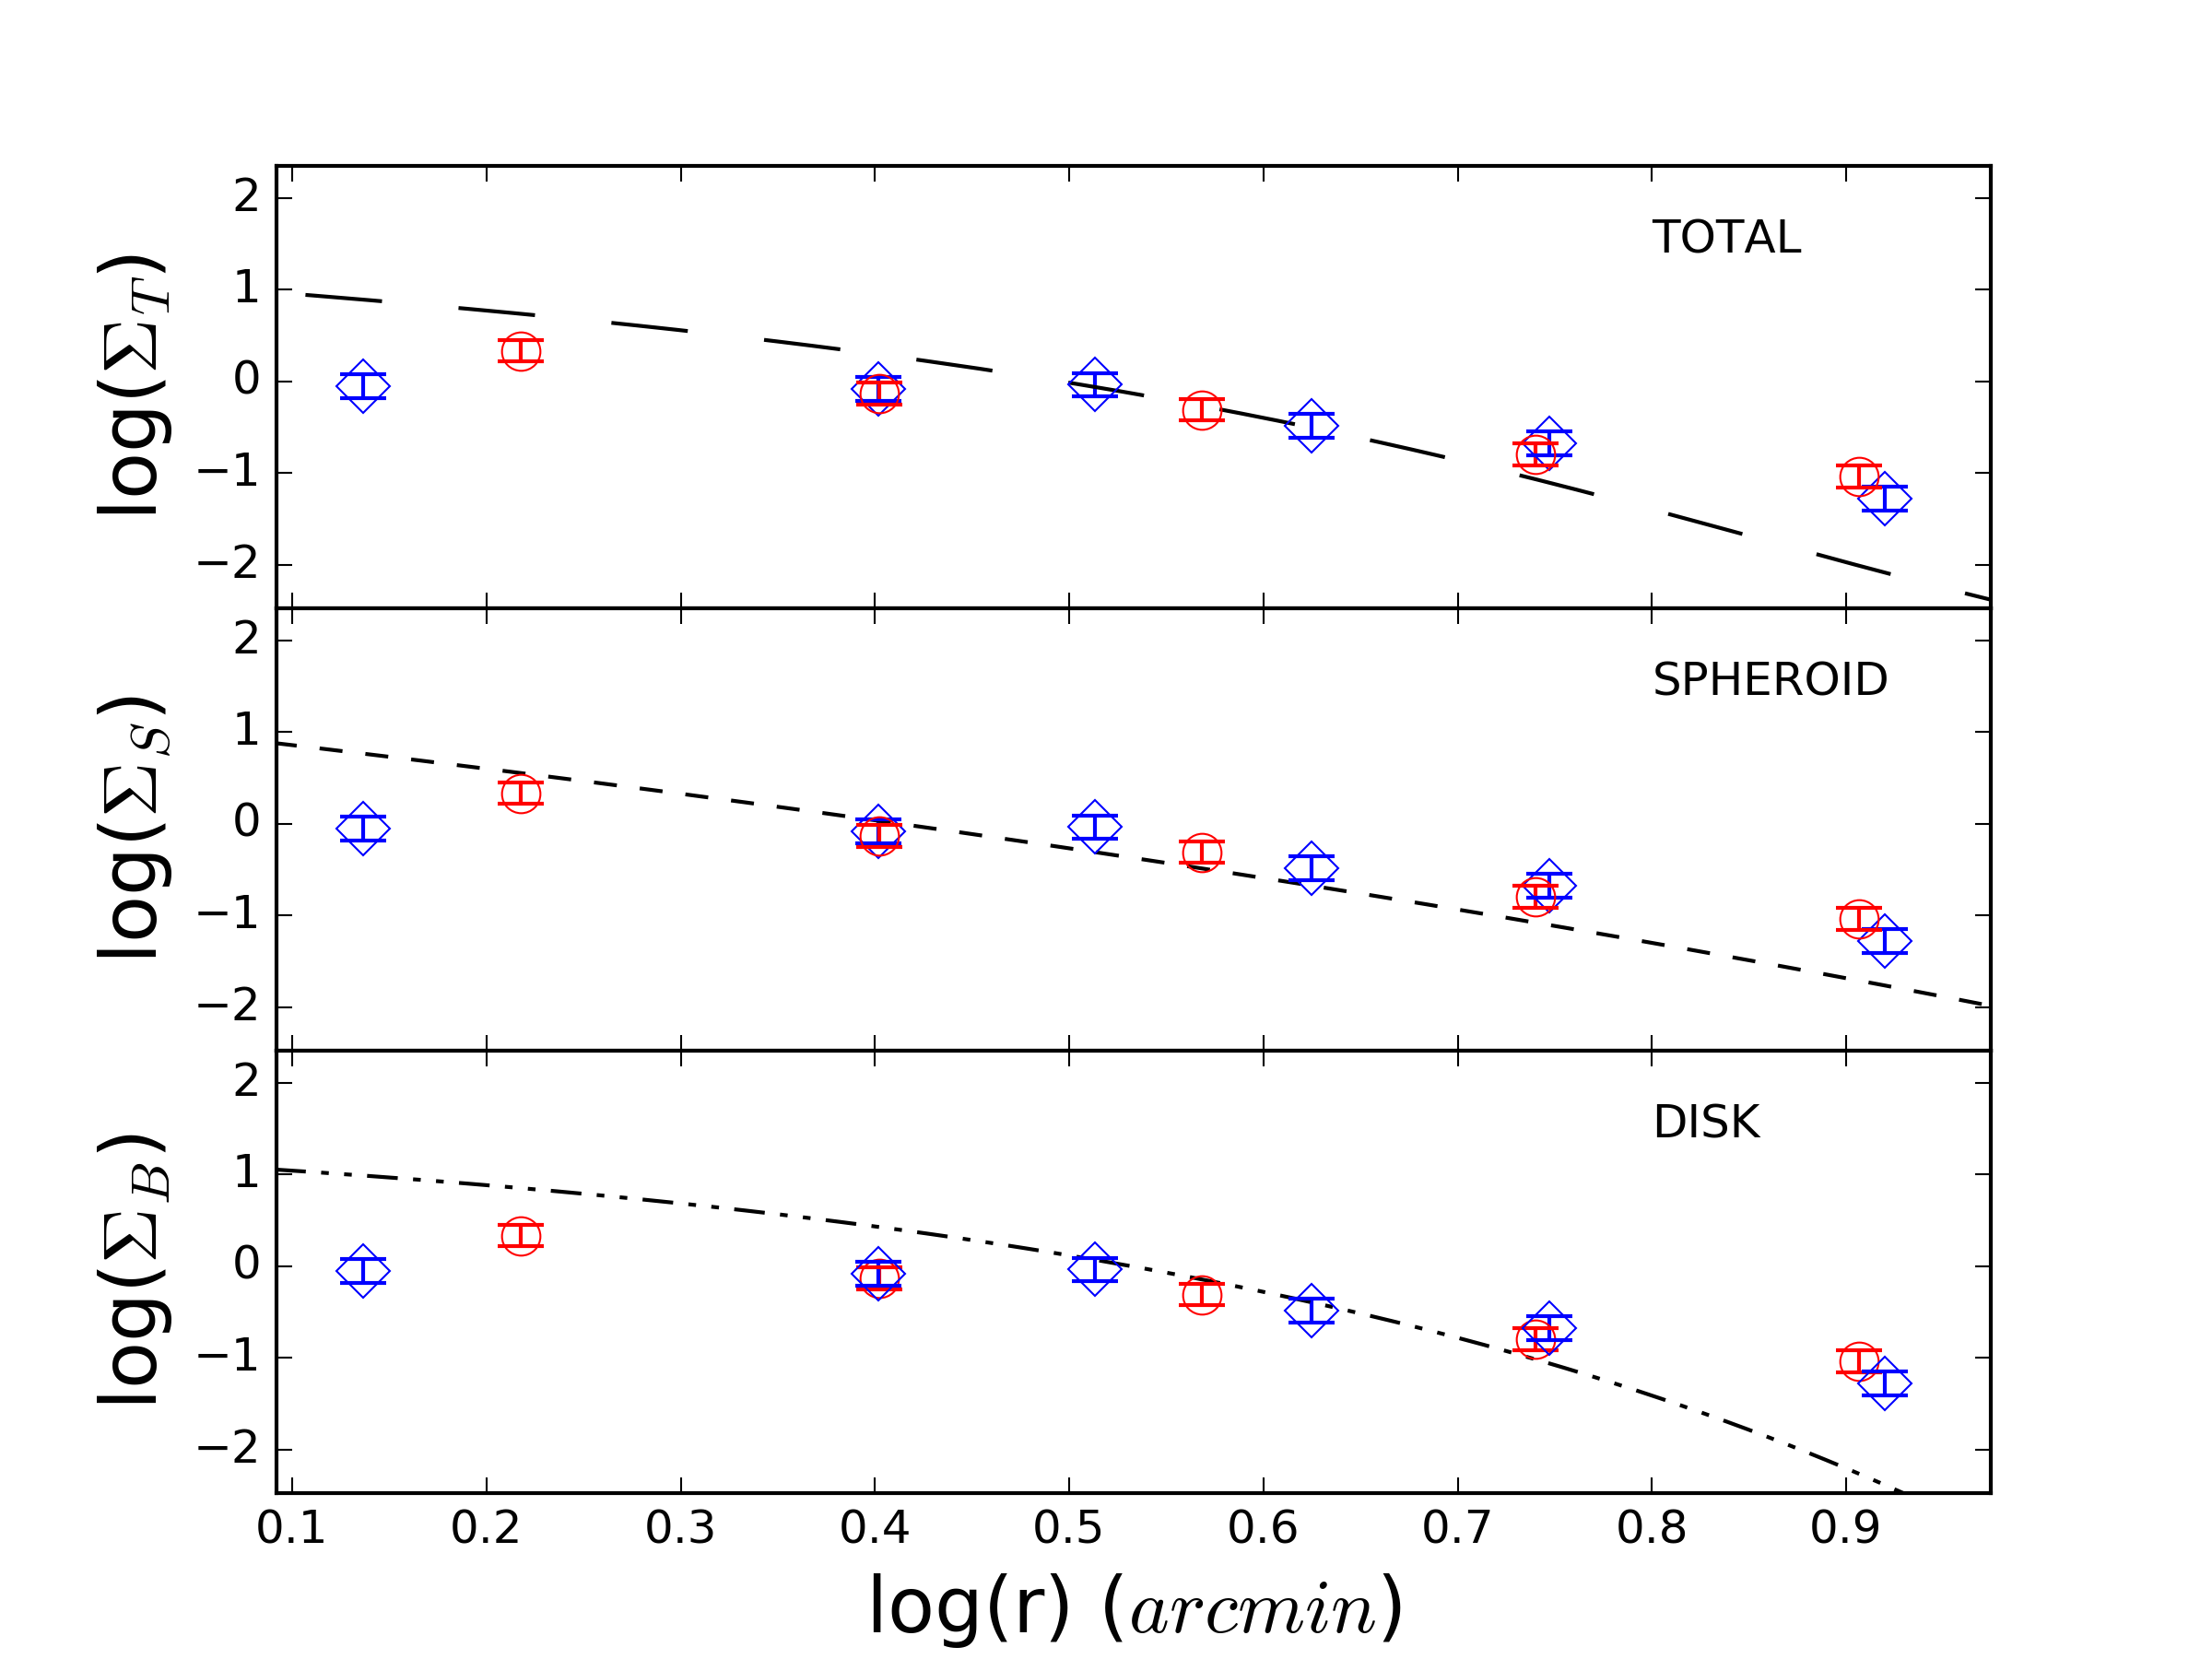 log(Σ_T)
2
1
0
−1
−2
TOTAL
log(Σ_S)
2
1
0
−1
−2
SPHEROID
log(Σ_B)
2
1
0
−1
−2
DISK
0.1 0.2 0.3 0.4 0.5 0.6 0.7 0.8 0.9
log(r) (arcmin)